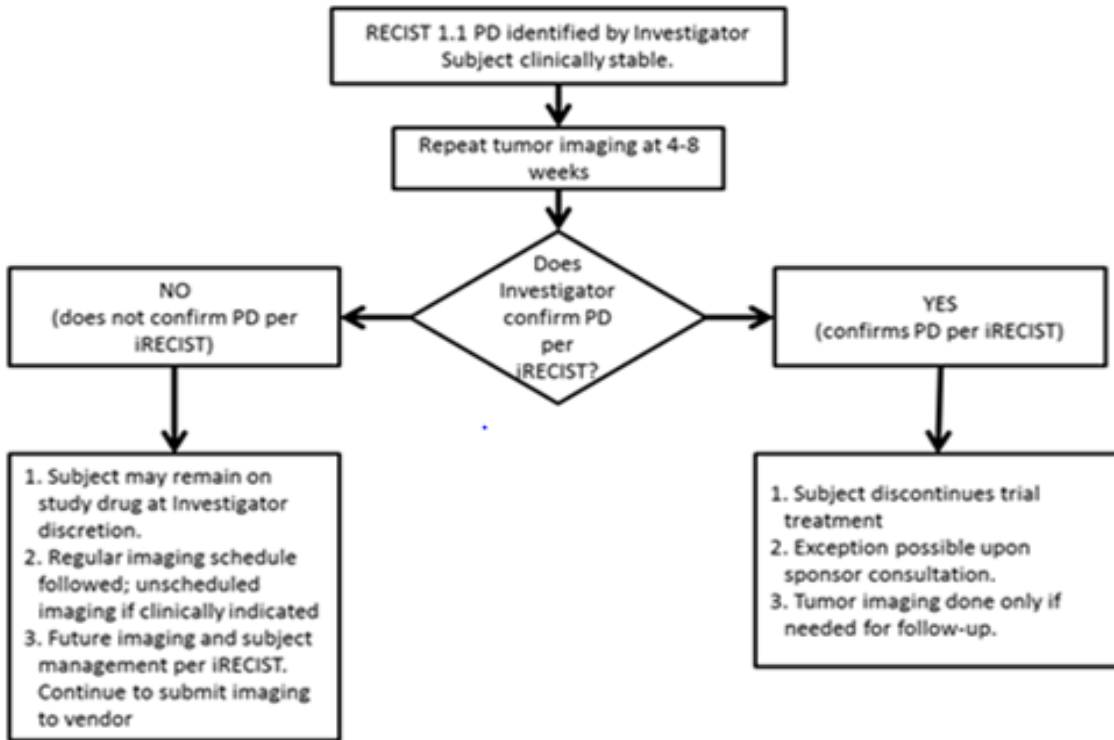 RECIST 1.1 PD identified by Investigator
Subject clinically stable.
Repeat tumor imaging at 4-8
weeks
Does
Investigator
confirm PD
per
iRECIST?
NO
(does not confirm PD per
iRECIST)
YES
(confirms PD per iRECIST)
1. Subject may remain on
study drug at Investigator
discretion.
2. Regular imaging schedule
followed; unscheduled
imaging if clinically indicated
3. Future imaging and subject
management per iRECIST.
Continue to submit imaging
to vendor
1. Subject discontinues trial
treatment
2. Exception possible upon
sponsor consultation.
3. Tumor imaging done only if
needed for follow-up.